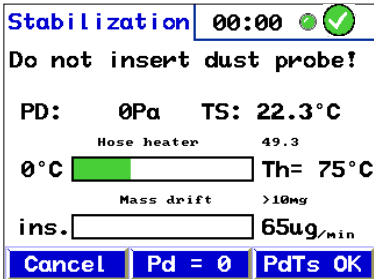 Stabilization 00:00
Do not insert dust probe!
PD: 0Pa TS: 22.3°C
Hose heater 49.3
0°C Th= 75°C
Mass drift >10mg
ins. 65ug/min
Cancel Pd = 0 PdTs OK